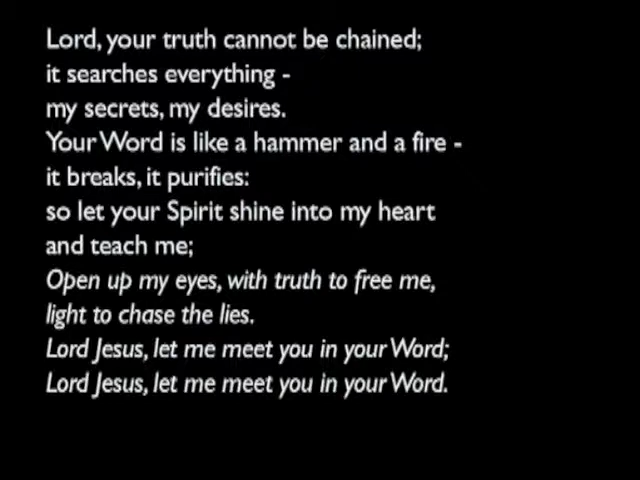 Lord, your truth cannot be chained;
it searches everything -
my secrets, my desires.
Your Word is like a hammer and a fire -
it breaks, it purifies:
so let your Spirit shine into my heart
and teach me;
Open up my eyes, with truth to free me,
light to chase the lies.
Lord Jesus, let me meet you in your Word;
Lord Jesus, let me meet you in your Word.